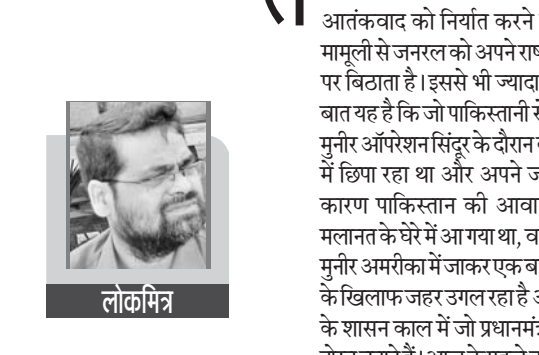 आतंकवाद को निर्यात करने
मामूली से जनरल को अपने राष
पर बिठाता है। इससे भी ज्यादा
बात यह है कि जो पाकिस्तानी से
मुनीर ऑपरेशन सिंदूर के दौरान
में छिपा रहा था और अपने ज
कारण पाकिस्तान की आवा
मलानत के घेरे में आ गया था, व
मुनीर अमरीका में जाकर एक ब
के खिलाफ जहर उगल रहा है अ
के शासन काल में जो प्रधानमंत्र
लोकमित्र